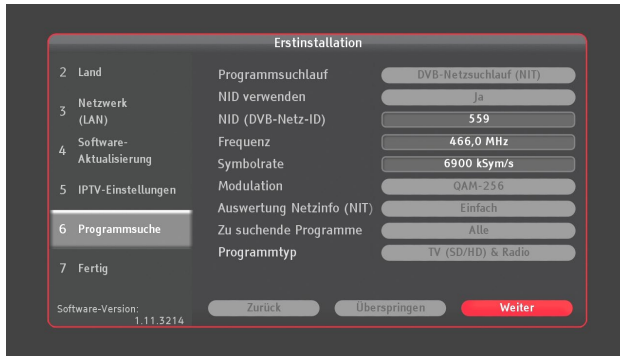 Erstinstallation
2 Land
3 Netzwerk
(LAN)
4 Software-
Aktualisierung
5 IPTV-Einstellungen
6 Programmsuche
7 Fertig
Software-Version:
1.11.3214
Programmsuchlauf DVB-Netzsuchlauf (NIT)
NID verwenden Ja
NID (DVB-Netz-ID) 559
Frequenz 466,0 MHz
Symbolrate 6900 kSym/s
Modulation QAM-256
Auswertung Netzinfo (NIT) Einfach
Zu suchende Programme Alle
Programmtyp TV (SD/HD) & Radio
Zurück Überspringen Weiter